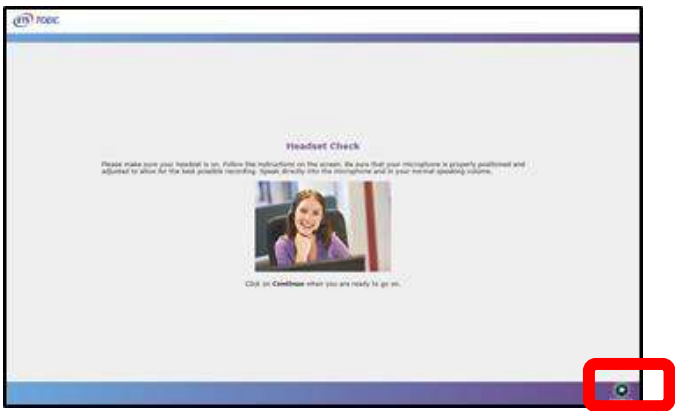 ETS TOEIC
Headset Check
Please make sure your headset is on. Follow the instructions on the screen. Be sure that your microphone is properly positioned and
adjusted to allow for the best possible recording. Speak directly into the microphone and in your normal speaking volume.
Click on Continue when you are ready to go on.